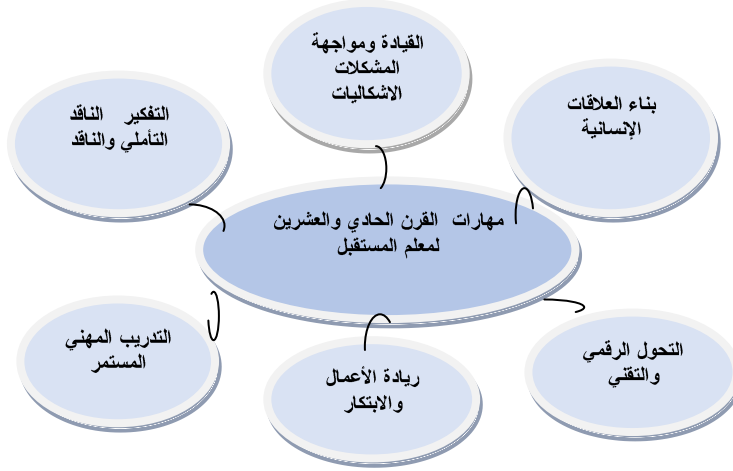 القيادة ومواجهة
المشكلات
الاشكاليات
بناء العلاقات
الإنسانية
التفكير الناقد
التأملي والناقد
مهارات القرن الحادي والعشرين
لمعلم المستقبل
التحول الرقمي
والتقني
ريادة الأعمال
والابتكار
التدريب المهني
المستمر